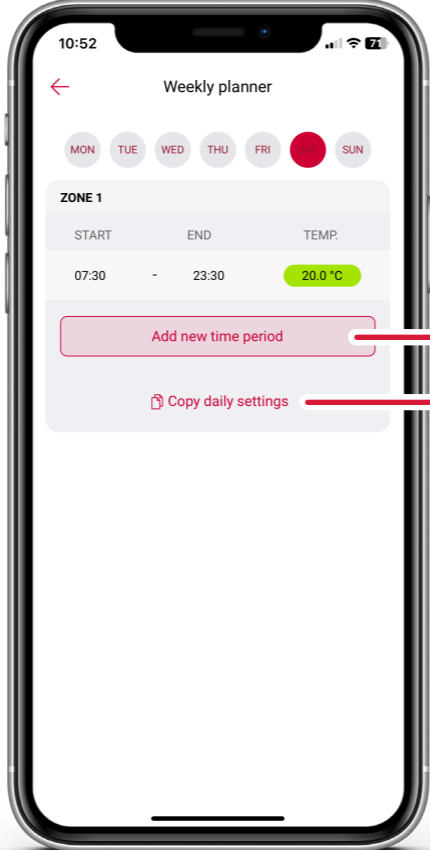 10:52 71
Weekly planner
MON TUE WED THU FRI SUN
ZONE 1
START END TEMP.
07:30 - 23:30 20.0 °C
Add new time period
Copy daily settings